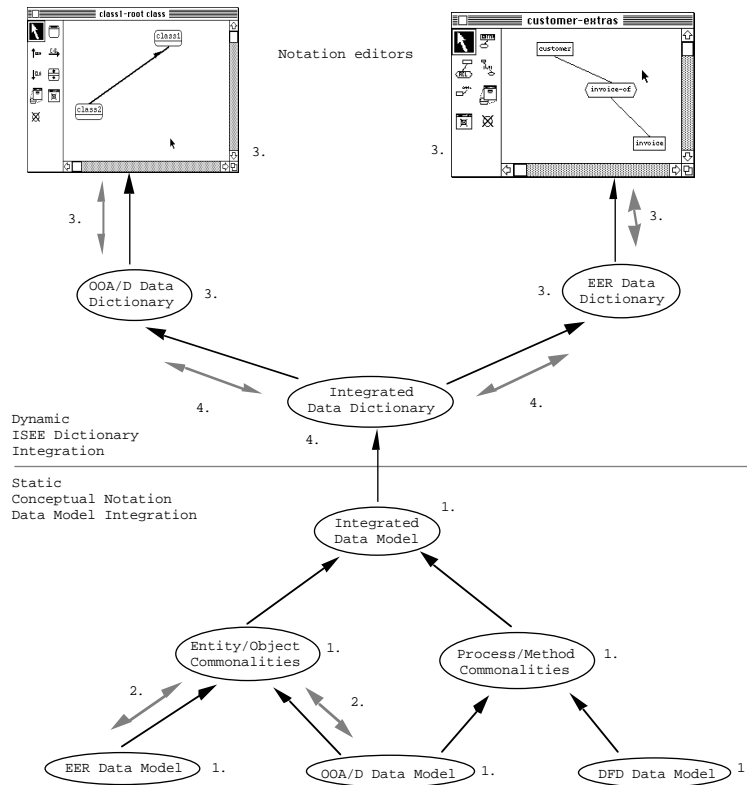 class1-root class
customer-extras
class1
class2
Notation editors
customer
invoice-of
invoice
3.
3.
3.
3.
OOA/D Data
Dictionary
3.
3.
EER Data
Dictionary
4.
4.
Integrated
Data Dictionary
4.
Dynamic
ISEE Dictionary
Integration
Static
Conceptual Notation
Data Model Integration
1.
Integrated
Data Model
Entity/Object
Commonalities
1.
Process/Method
Commonalities
1.
2.
2.
EER Data Model
1.
OOA/D Data Model
1.
DFD Data Model
1